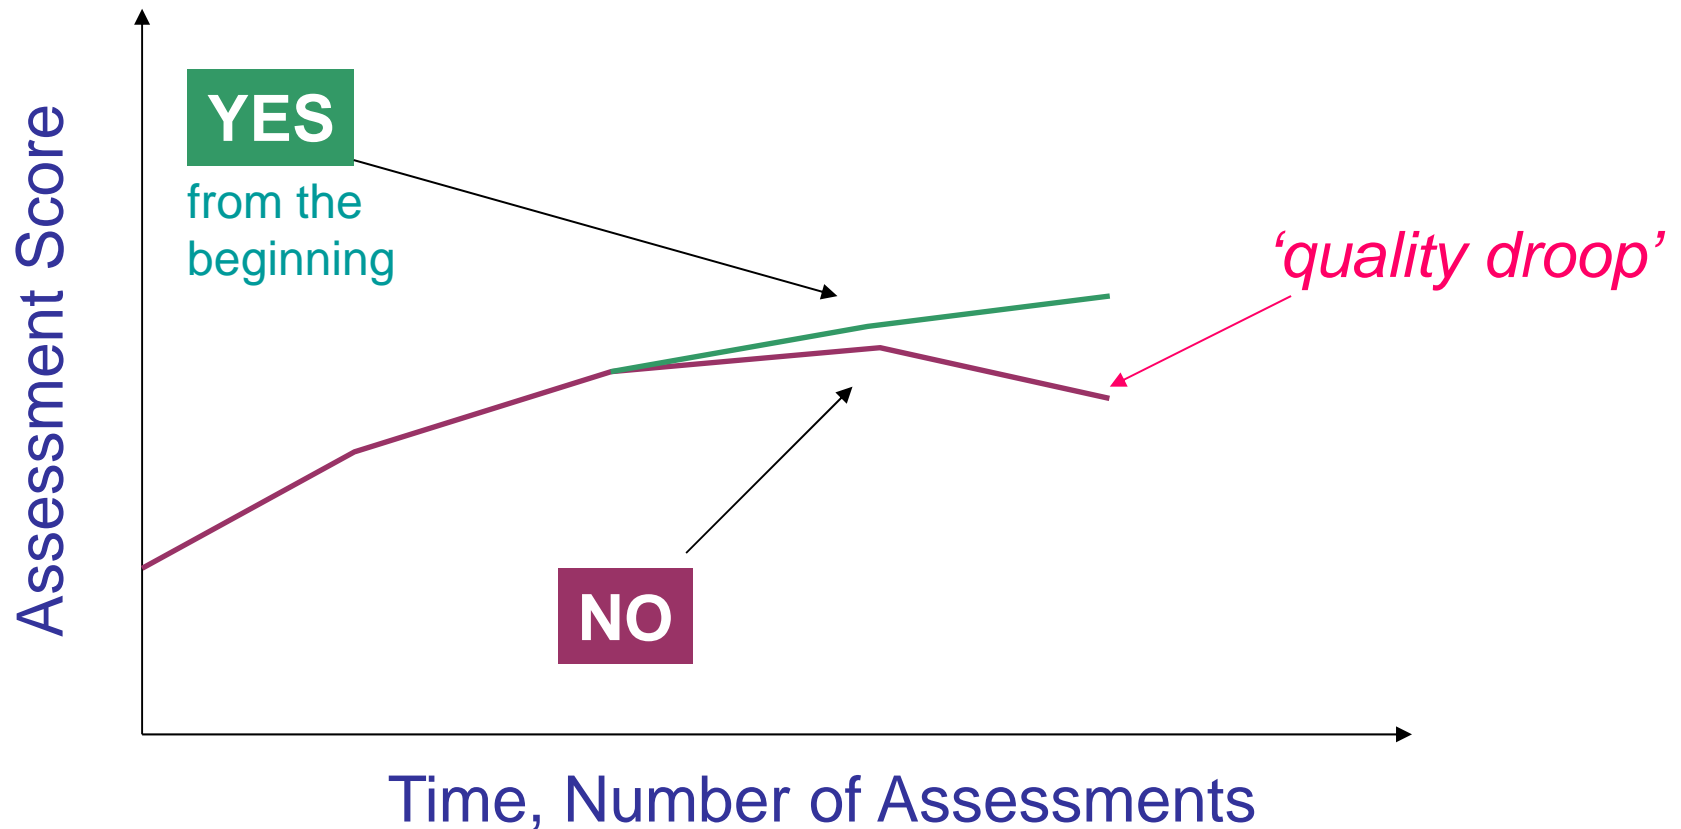 YES
from the
beginning
‘quality droop’
NO
Assessment Score
Time, Number of Assessments